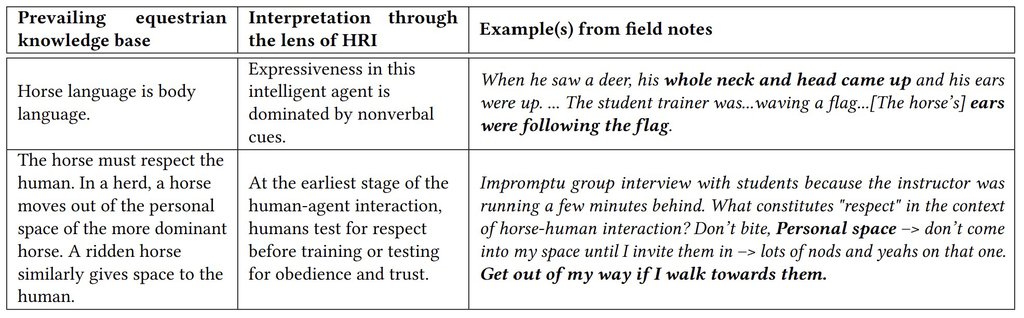 Prevailing equestrian
knowledge base
Interpretation through
the lens of HRI
Example(s) from field notes
Horse language is body
language.
Expressiveness in this
intelligent agent is
dominated by nonverbal
cues.
When he saw a deer, his whole neck and head came up and his ears
were up. ... The student trainer was...waving a flag...[The horse's] ears
were following the flag.
The horse must respect the
human. In a herd, a horse
moves out of the personal
space of the more dominant
horse. A ridden horse
similarly gives space to the
human.
At the earliest stage of the
human-agent interaction,
humans test for respect
before training or testing
for obedience and trust.
Impromptu group interview with students because the instructor was
running a few minutes behind. What constitutes "respect" in the context
of horse-human interaction? Don't bite, Personal space –> don't come
into my space until I invite them in –> lots of nods and yeahs on that one.
Get out of my way if I walk towards them.